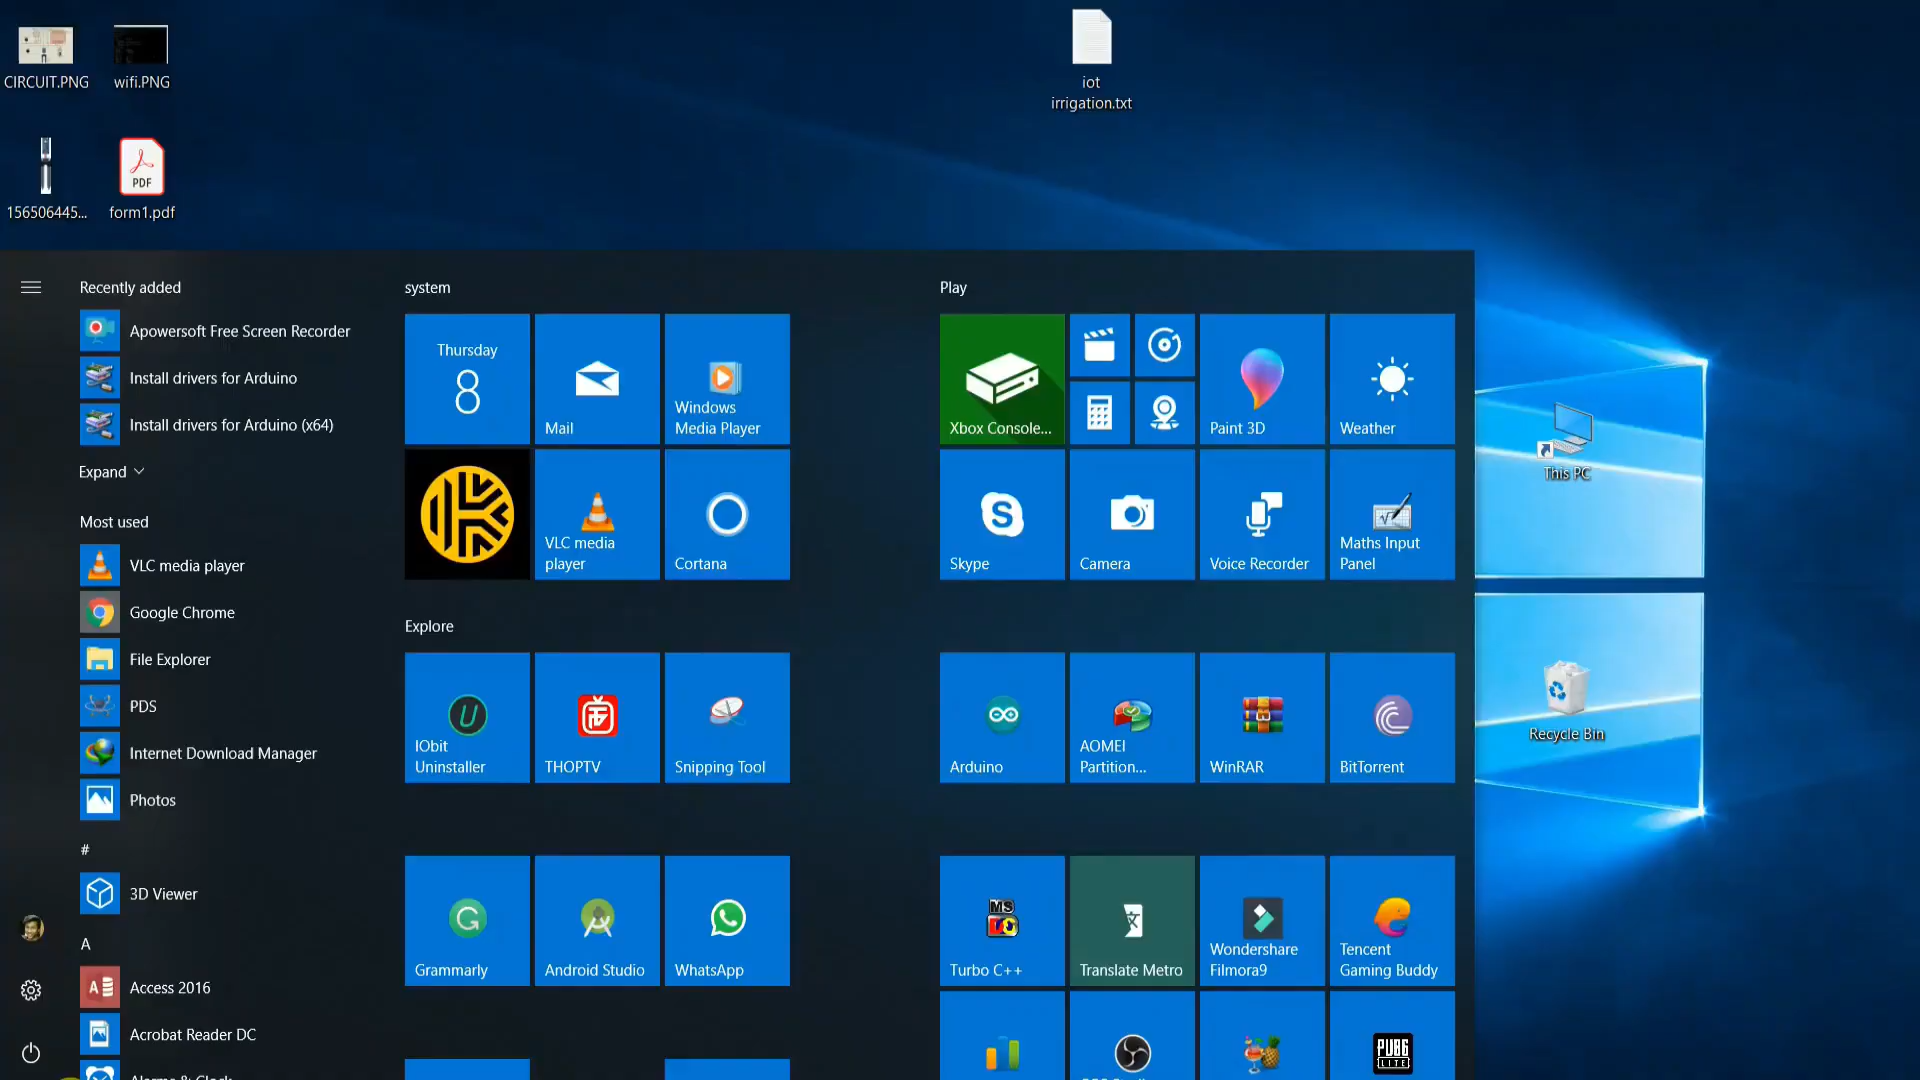 CIRCUIT.PNG
wifi.PNG
iot
irrigation.txt
PDF
156506445...
form1.pdf
Recently added
Apowersoft Free Screen Recorder
Install drivers for Arduino
Install drivers for Arduino (x64)
Expand
Most used
VLC media player
Google Chrome
File Explorer
PDS
Internet Download Manager
Photos
#
3D Viewer
A
Access 2016
Acrobat Reader DC
system
Thursday
8
Mail
Windows
Media Player
VLC media
player
Cortana
Explore
IObit
Uninstaller
THOPTV
Snipping Tool
Grammarly
Android Studio
WhatsApp
Play
Xbox Console...
Paint 3D
Weather
Skype
Camera
Voice Recorder
Maths Input
Panel
Arduino
AOMEI
Partition...
WinRAR
BitTorrent
MS
Turbo C++
Translate Metro
Wondershare
Filmora9
Tencent
Gaming Buddy
PUBG
LITE
This PC
Recycle Bin